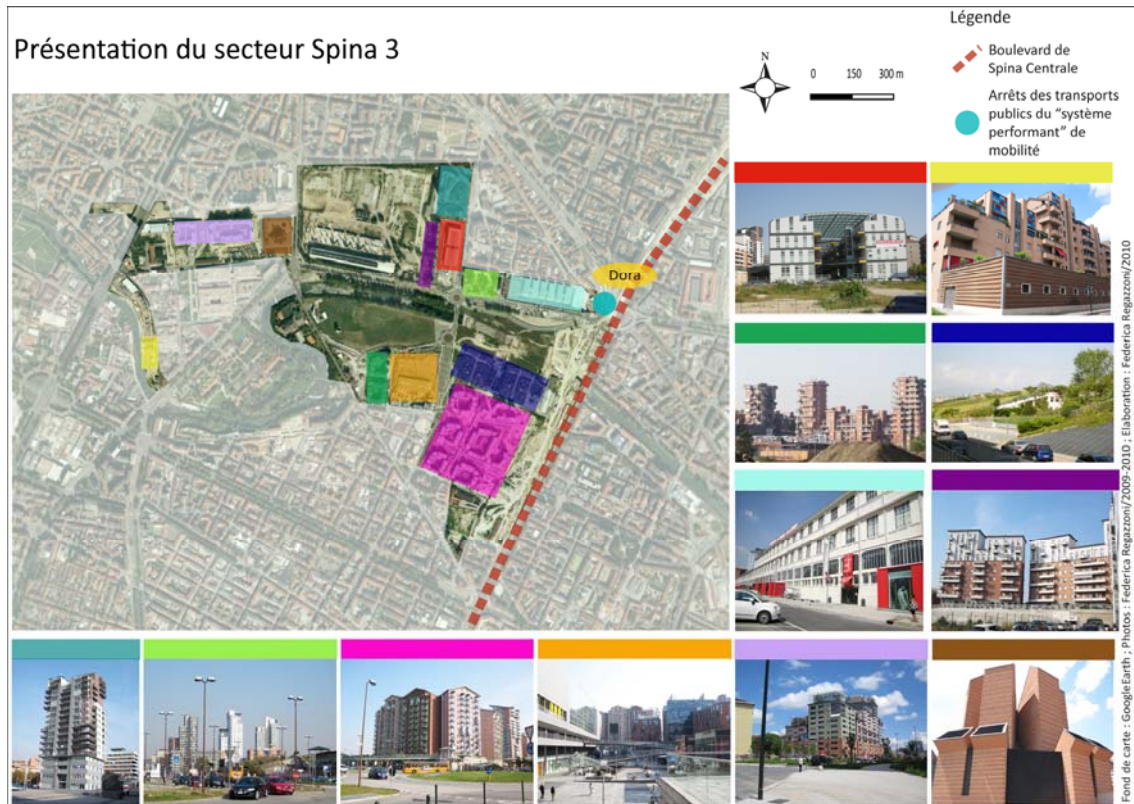 Présentation du secteur Spina 3
Légende
Boulevard de
Spina Centrale
Arrêts des transports
publics du "système
performant" de
mobilité
N
0 150 300 m
Dora
Fond de carte : GoogleEarth ; Photos : Federica Regazzoni/2009-2010 ; Elaboration : Federica Regazzoni/2010